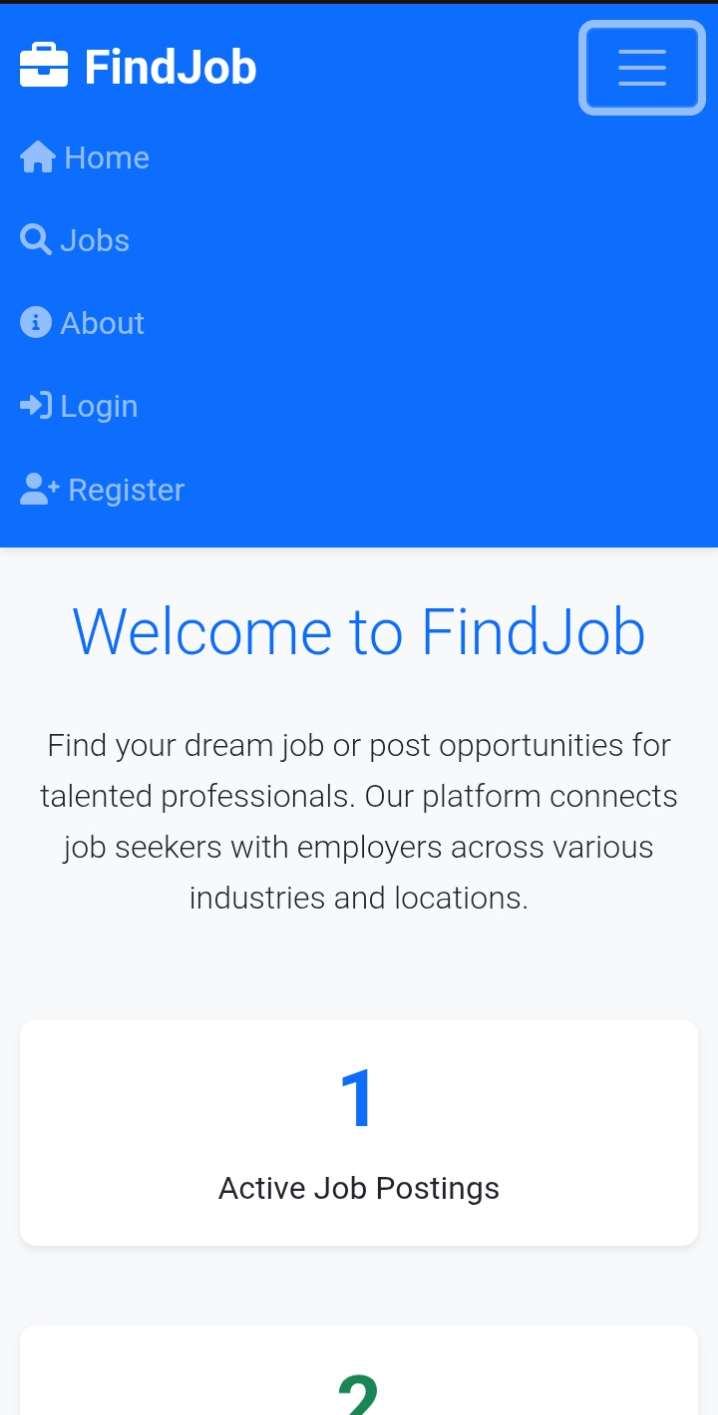 FindJob
Home
Jobs
About
Login
Register
Welcome to FindJob
Find your dream job or post opportunities for
talented professionals. Our platform connects
job seekers with employers across various
industries and locations.
1
Active Job Postings
2